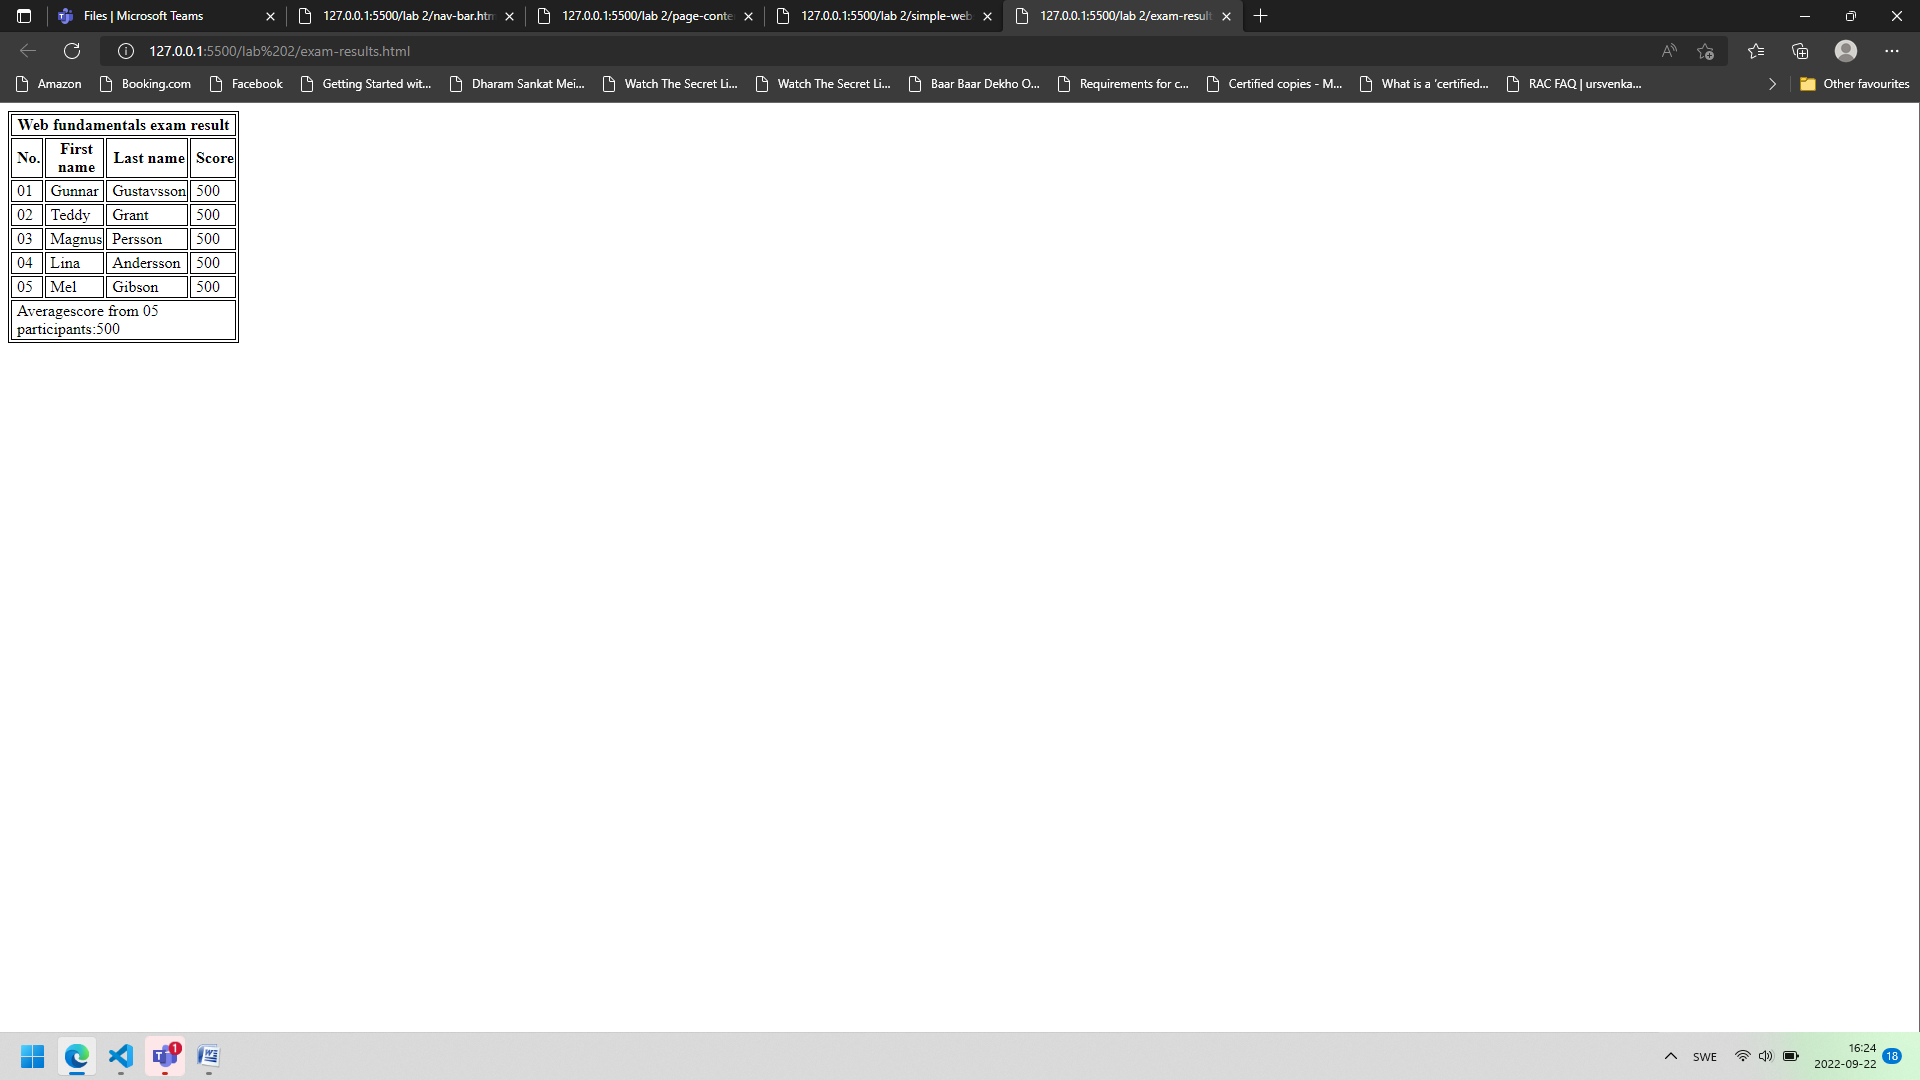 Files | Microsoft Teams
127.0.0.1:5500/lab 2/nav-bar.htm
127.0.0.1:5500/lab 2/page-conte
127.0.0.1:5500/lab 2/simple-web
127.0.0.1:5500/lab 2/exam-result
127.0.0.1:5500/lab%202/exam-results.html
Amazon
Booking.com
Facebook
Getting Started wit...
Dharam Sankat Mei...
Watch The Secret Li...
Watch The Secret Li...
Baar Baar Dekho O...
Requirements for c...
Certified copies - M...
What is a 'certified...
RAC FAQ | ursvenka...
Other favourites
Web fundamentals exam result
No. First name Last name Score
01 Gunnar Gustavsson 500
02 Teddy Grant 500
03 Magnus Persson 500
04 Lina Andersson 500
05 Mel Gibson 500
Averagescore from 05
participants:500
1
SWE
16:24
2022-09-22
18